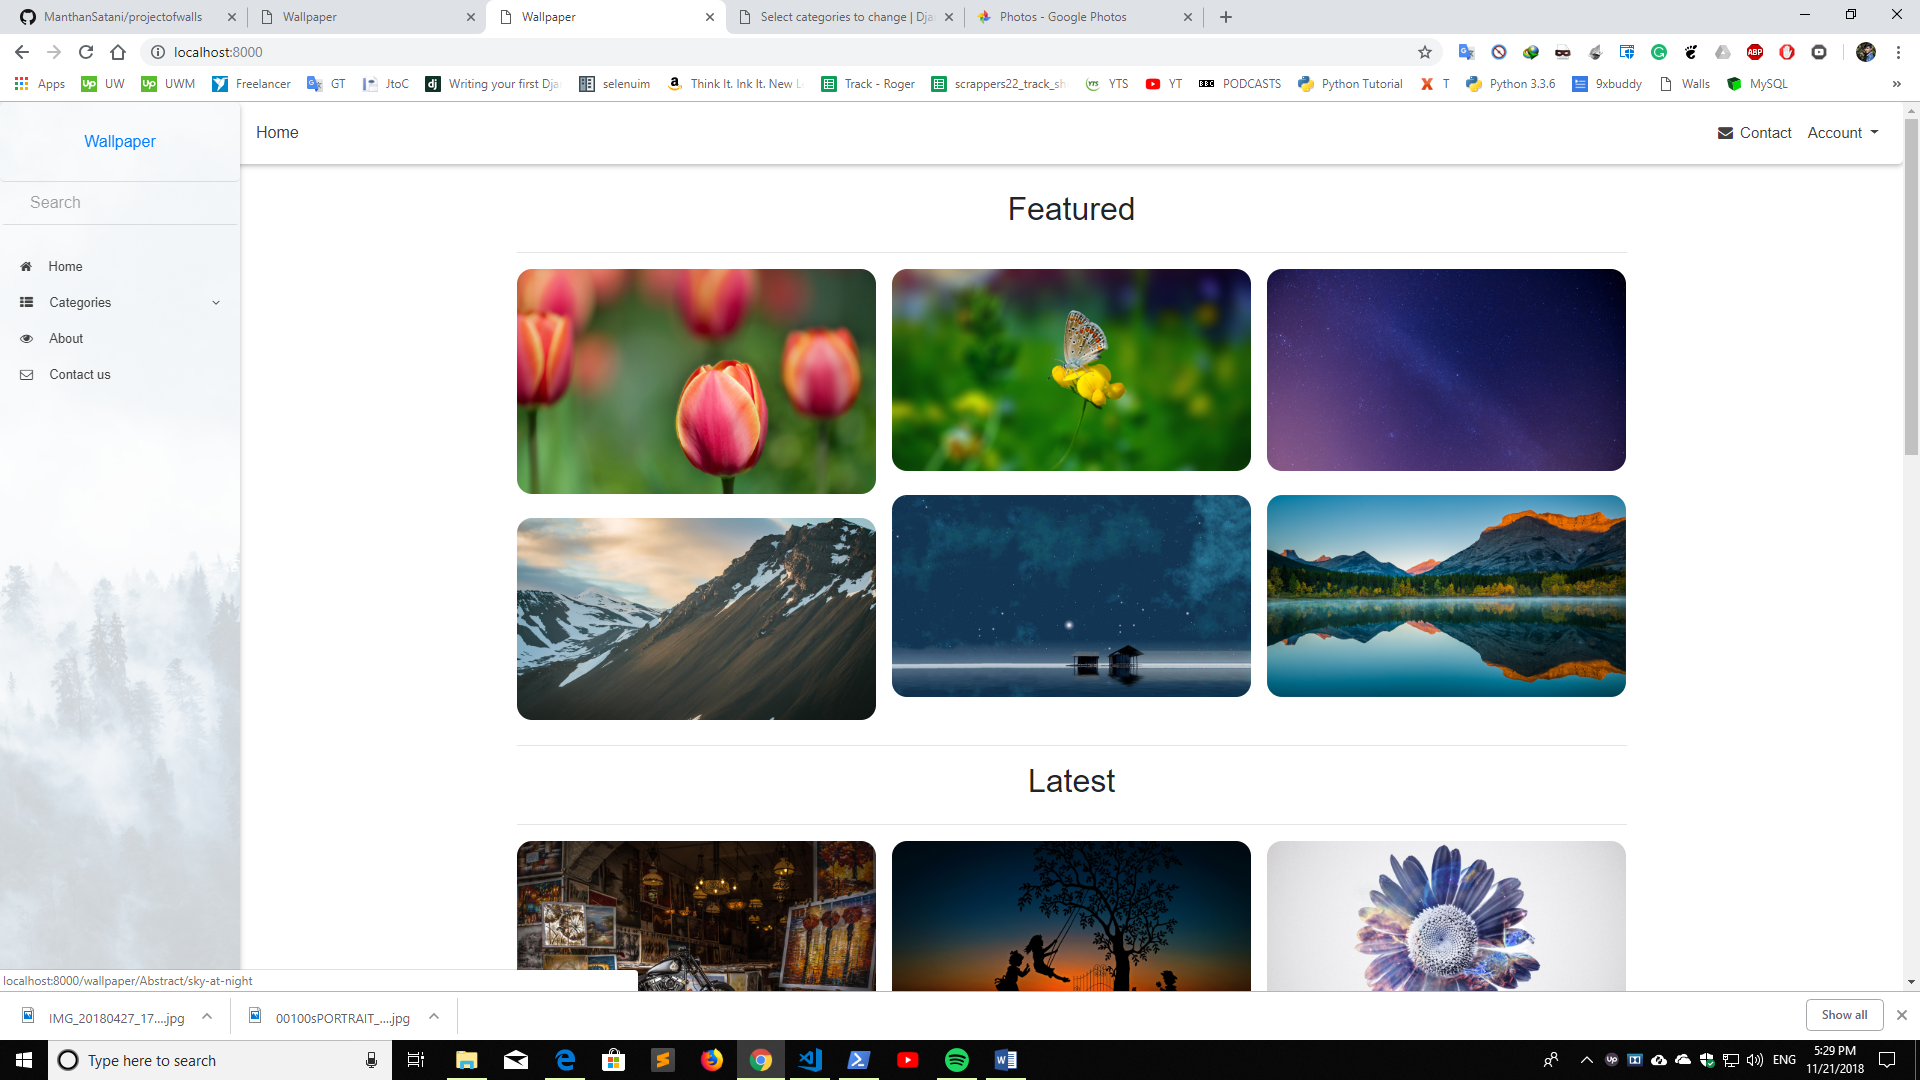 ManthanSatani/projectofwalls
Wallpaper
Wallpaper
Select categories to change | Dja
Photos - Google Photos
localhost:8000
Apps
UW
UWM
Freelancer
GT
JtoC
Writing your first Dja
selenuim
Think It. Ink It. New L
Track - Roger
scrappers22_track_sh
YTS
YT
PODCASTS
Python Tutorial
T
Python 3.3.6
9xbuddy
Walls
MySQL
Wallpaper
Home
Contact
Account
Search
Home
Categories
About
Contact us
Featured
Latest
localhost:8000/wallpaper/Abstract/sky-at-night
IMG_20180427_17....jpg
00100sPORTRAIT_....jpg
Show all
Type here to search
ENG
5:29 PM
11/21/2018